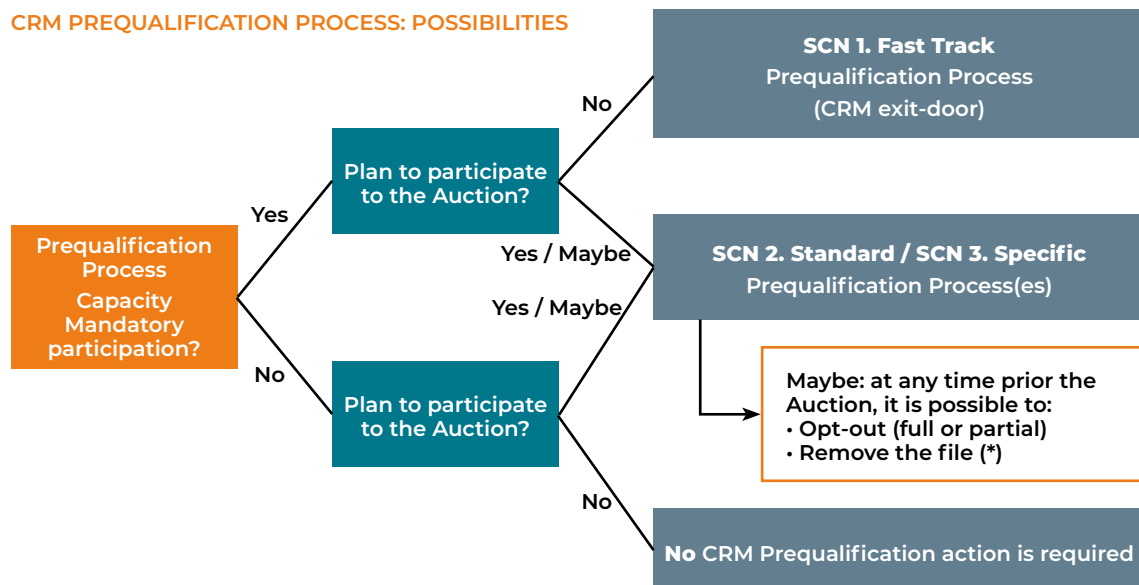 CRM PREQUALIFICATION PROCESS: POSSIBILITIES
SCN 1. Fast Track
Prequalification Process
(CRM exit-door)
No
Plan to participate
to the Auction?
Yes
Yes / Maybe
Prequalification
Process
Capacity
Mandatory
participation?
SCN 2. Standard / SCN 3. Specific
Prequalification Process(es)
Yes / Maybe
No
Plan to participate
to the Auction?
Maybe: at any time prior the
Auction, it is possible to:
• Opt-out (full or partial)
• Remove the file (*)
No
No CRM Prequalification action is required